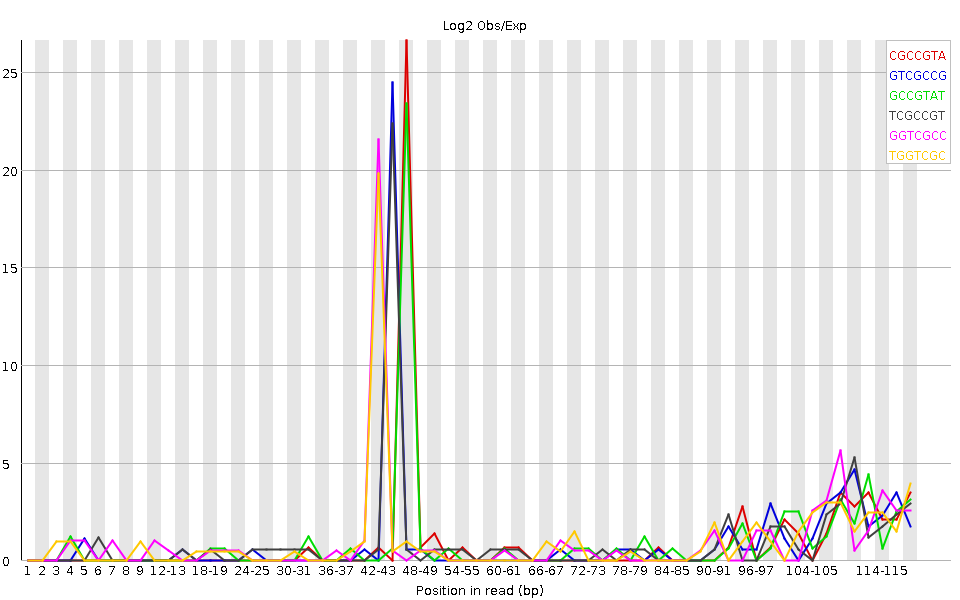 Log2 Obs/Exp
25
20
15
10
5
0
CGCCGTA
GTCGCCG
GCCGTAT
TCGCCGT
GGTCGCC
TGGTCGC
1 2 3 4 5 6 7 8 9 12-13 18-19 24-25 30-31 36-37 42-43 48-49 54-55 60-61 66-67 72-73 78-79 84-85 90-91 96-97 104-105 114-115
Position in read (bp)